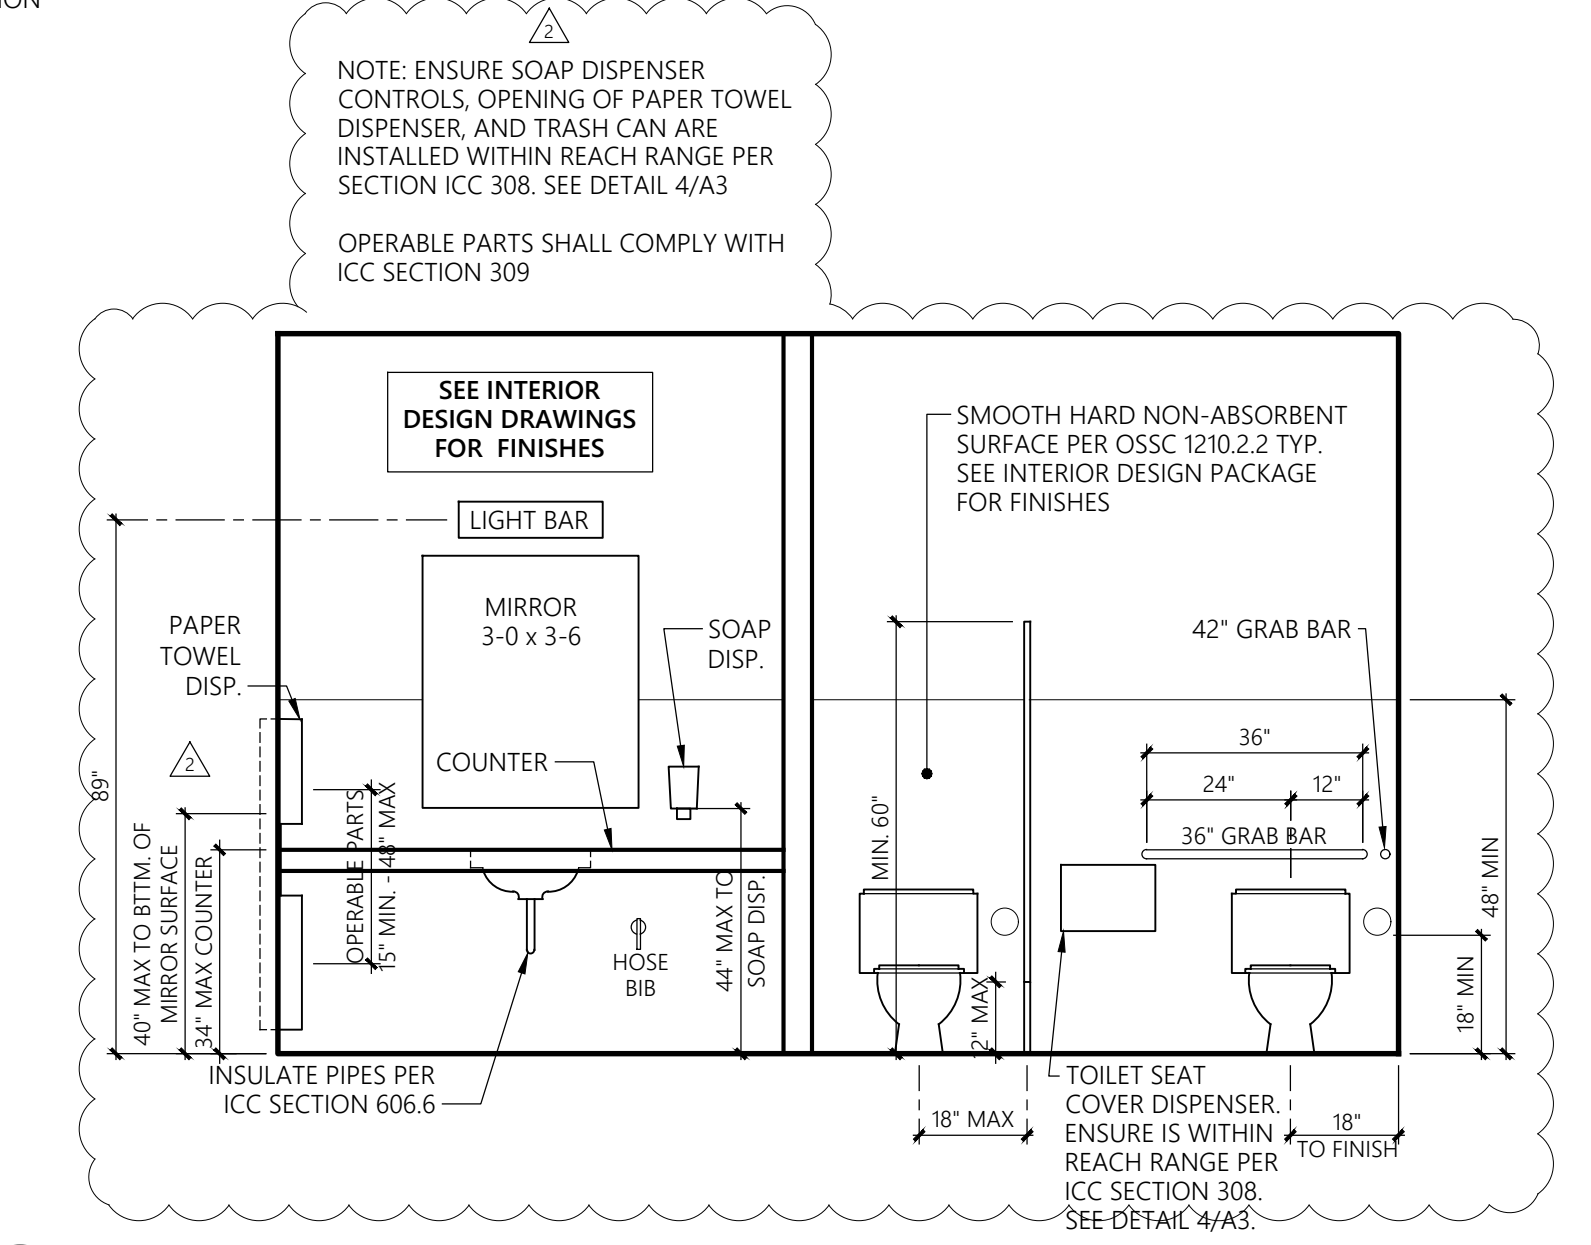 ION
2
NOTE: ENSURE SOAP DISPENSER
CONTROLS, OPENING OF PAPER TOWEL
DISPENSER, AND TRASH CAN ARE
INSTALLED WITHIN REACH RANGE PER
SECTION ICC 308. SEE DETAIL 4/A3
OPERABLE PARTS SHALL COMPLY WITH
ICC SECTION 309
SEE INTERIOR
DESIGN DRAWINGS
FOR FINISHES
LIGHT BAR
MIRROR
3-0 x 3-6
SOAP
DISP.
PAPER
TOWEL
DISP.
2
COUNTER
89"
40" MAX TO BTTM. OF
MIRROR SURFACE
34" MAX COUNTER
OPERABLE PARTS
15" MIN. - 48" MAX
HOSE
BIB
44" MAX TO
SOAP DISP.
INSULATE PIPES PER
ICC SECTION 606.6
SMOOTH HARD NON-ABSORBENT
SURFACE PER OSSC 1210.2.2 TYP.
SEE INTERIOR DESIGN PACKAGE
FOR FINISHES
42" GRAB BAR
MIN. 60"
36"
24"
12"
36" GRAB BAR
48" MIN
18" MIN
12" MAX
18" MAX
TOILET SEAT
COVER DISPENSER.
ENSURE IS WITHIN
REACH RANGE PER
ICC SECTION 308.
SEE DETAIL 4/A3.
18"
TO FINISH